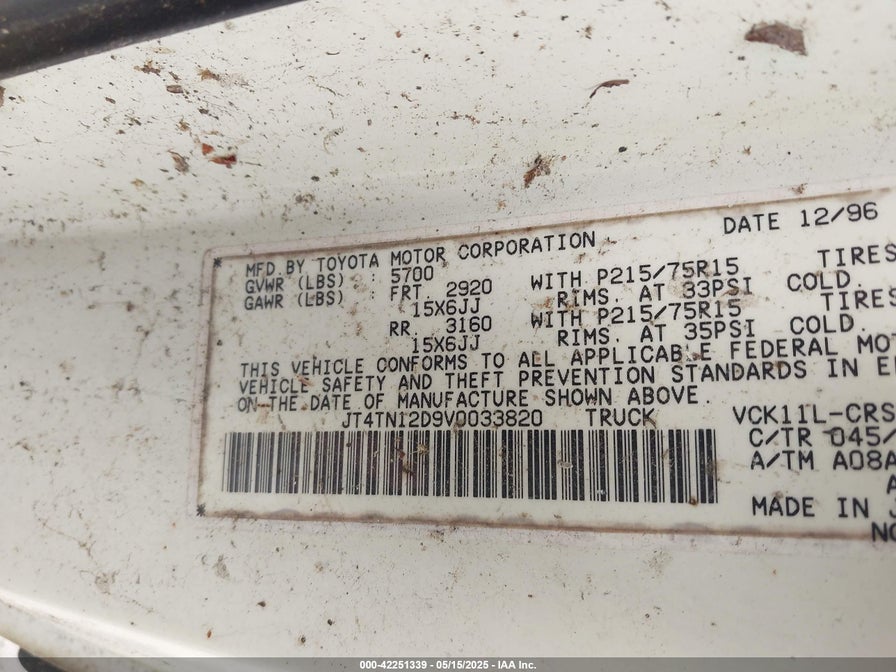 DATE 12/96
MFD.BY TOYOTA MOTOR CORPORATION
GVWR (LBS) : 5700
GAWR (LBS) : FRT 2920 WITH P215/75R15 TIRES
15X6JJ RIMS. AT 33PSI COLD.
RR. 3160 WITH P215/75R15 TIRES
15X6JJ RIMS. AT 35PSI COLD.
THIS VEHICLE CONFORMS TO ALL APPLICABLE FEDERAL MO
VEHICLE SAFETY AND THEFT PREVENTION STANDARDS IN E
ON THE DATE OF MANUFACTURE SHOWN ABOVE.
JT4TN12D9V0033820 TRUCK VCK11L-CRS
C/TR 045/
A/TM A08A
A
MADE IN J
NO
000-42251339 — 05/15/2025 — IAA Inc.